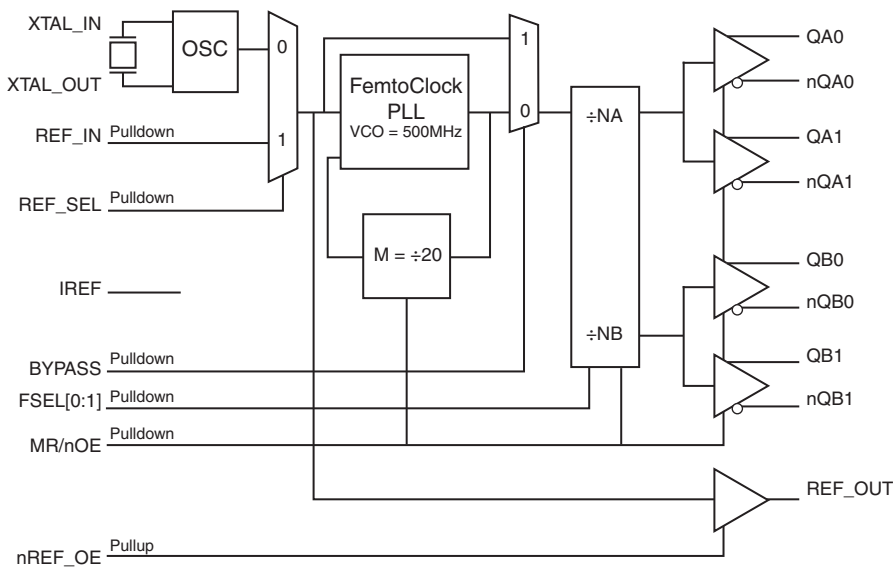 XTAL_IN
OSC
XTAL_OUT
0
1
REF_IN Pulldown
REF_SEL Pulldown
FemtoClock
PLL
VCO = 500MHz
1
0
M = ÷20
÷NA
÷NB
IREF
BYPASS Pulldown
FSEL[0:1] Pulldown
MR/nOE Pulldown
nREF_OE Pullup
QA0
nQA0
QA1
nQA1
QB0
nQB0
QB1
nQB1
REF_OUT